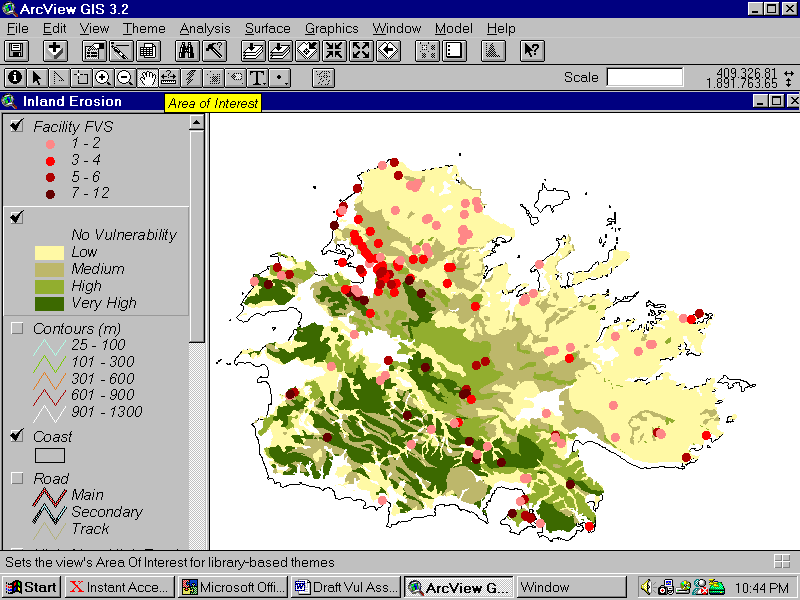 ArcView GIS 3.2
File Edit View Theme Analysis Surface Graphics Window Model Help
Scale
409,326.81
1,891,763.65
Inland Erosion
Area of Interest
Facility FVS
1 - 2
3 - 4
5 - 6
7 - 12
No Vulnerability
Low
Medium
High
Very High
Contours (m)
25 - 100
101 - 300
301 - 600
601 - 900
901 - 1300
Coast
Road
Main
Secondary
Track
Sets the view's Area Of Interest for library-based themes
Start
Instant Acce...
Microsoft Offi...
Draft Vul Ass...
ArcView G...
Window
10:44 PM